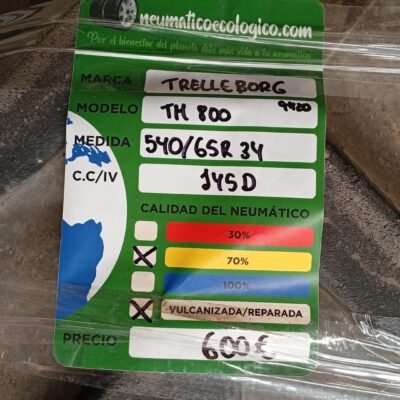 neumaticoecologico.com
Por el bienestar del planeta dale más vida a tu neumático
MARCA TRELLEBORG
MODELO TM 800 9920
MEDIDA 540/65R 34
C.C/IV 145D
CALIDAD DEL NEUMÁTICO
30%
70%
100%
VULCANIZADA/REPARADA
PRECIO 600€